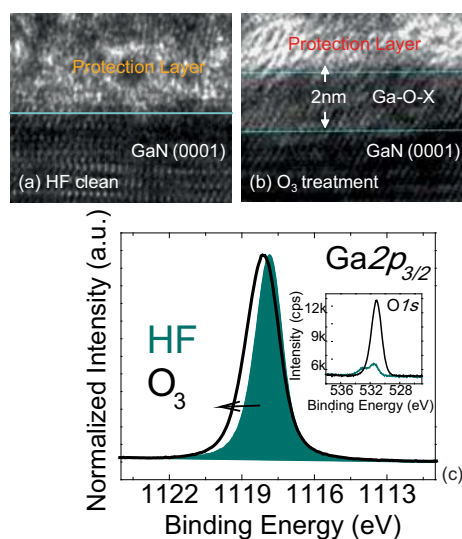 Protection Layer
GaN (0001)
(a) HF clean
Protection Layer
2nm Ga-O-X
GaN (0001)
(b) O₃ treatment
Normalized Intensity (a.u.)
Ga2p₃/₂
HF
O₃
O1s
Intensity (cps)
12k
9k
6k
536 532 528
Binding Energy (eV)
1122 1119 1116 1113
Binding Energy (eV)
(c)